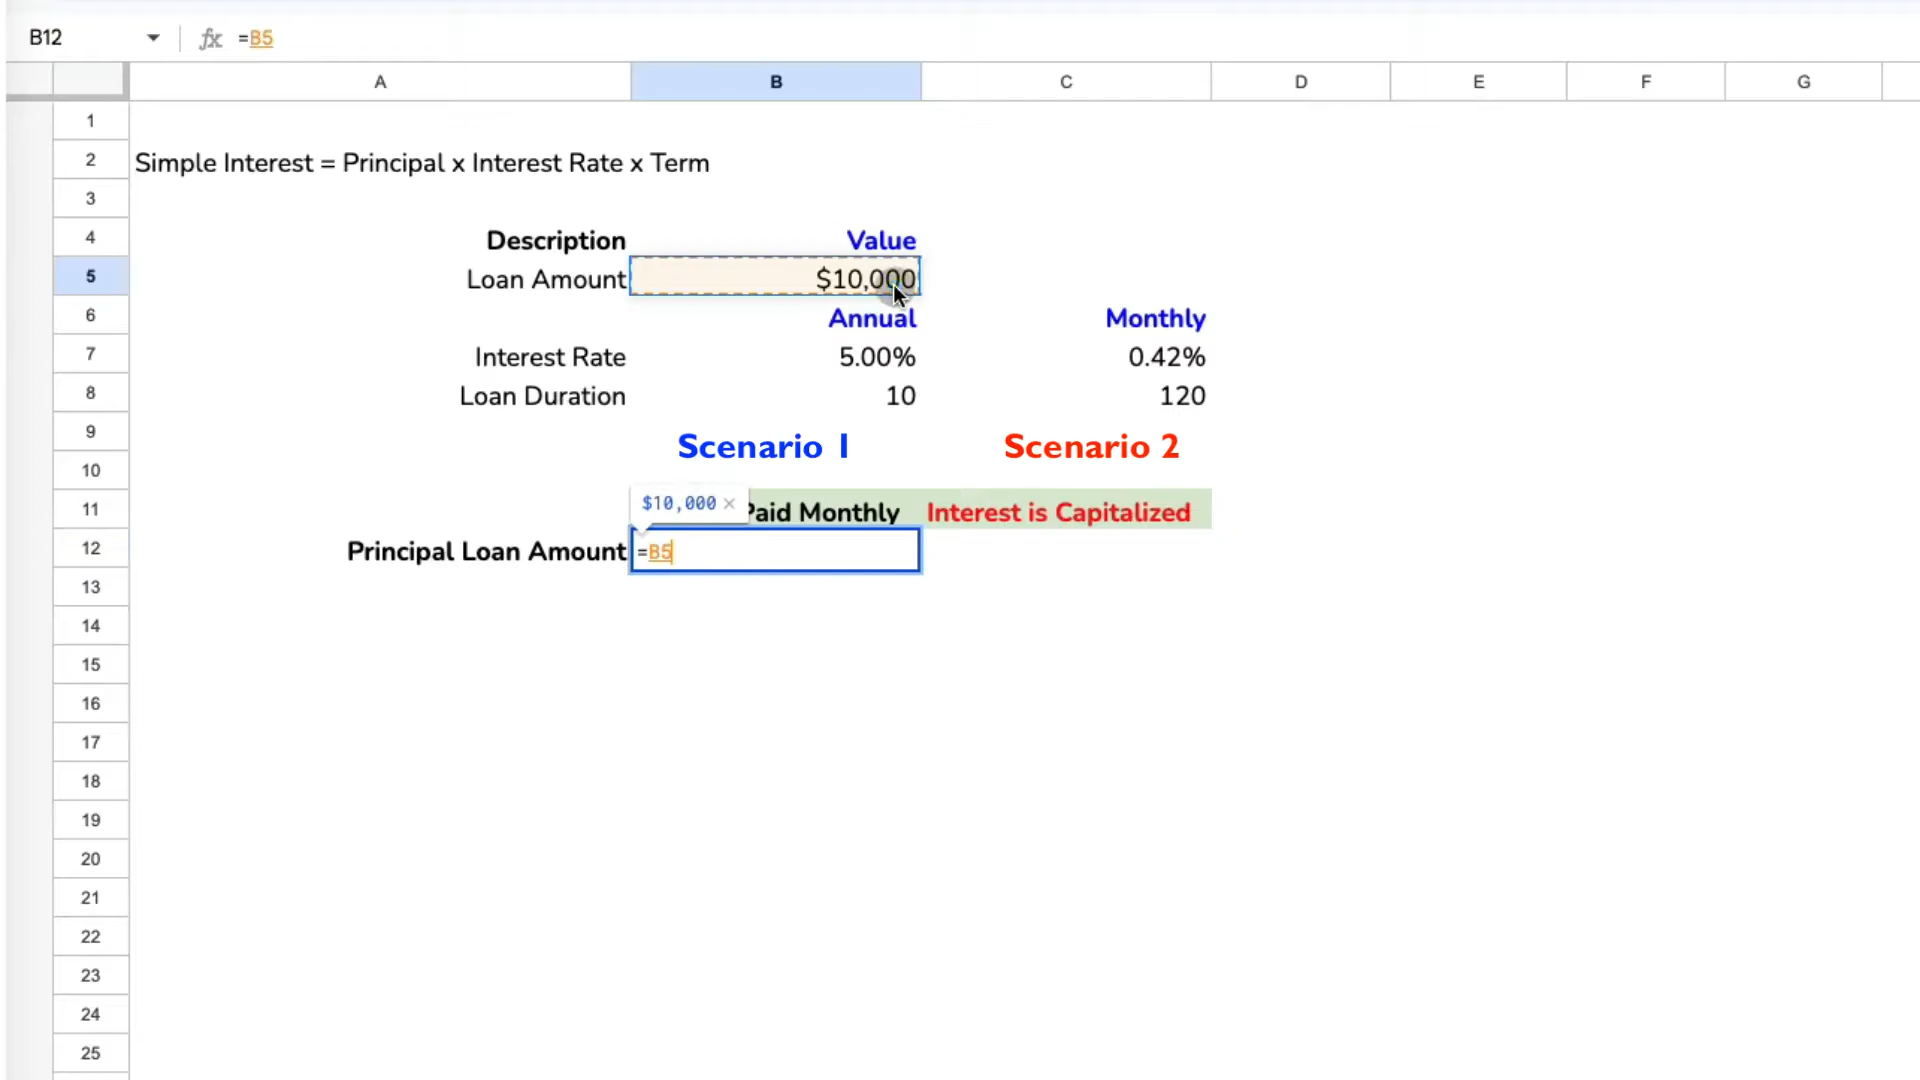 B12 fx =B5
A B C D E F G
1
2 Simple Interest = Principal x Interest Rate x Term
3
4 Description Value
5 Loan Amount $10,000
6 Annual Monthly
7 Interest Rate 5.00% 0.42%
8 Loan Duration 10 120
9 Scenario 1 Scenario 2
10
$10,000 ×
11 Paid Monthly Interest is Capitalized
12 Principal Loan Amount =B5
13
14
15
16
17
18
19
20
21
22
23
24
25